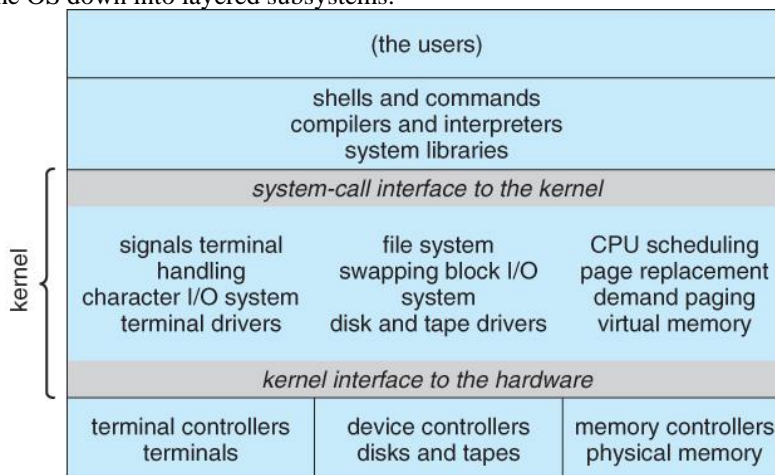 ne OS down into layered subsystems.
(the users)
shells and commands
compilers and interpreters
system libraries
system-call interface to the kernel
kernel
signals terminal
handling
character I/O system
terminal drivers
file system
swapping block I/O
system
disk and tape drivers
CPU scheduling
page replacement
demand paging
virtual memory
kernel interface to the hardware
terminal controllers
terminals
device controllers
disks and tapes
memory controllers
physical memory